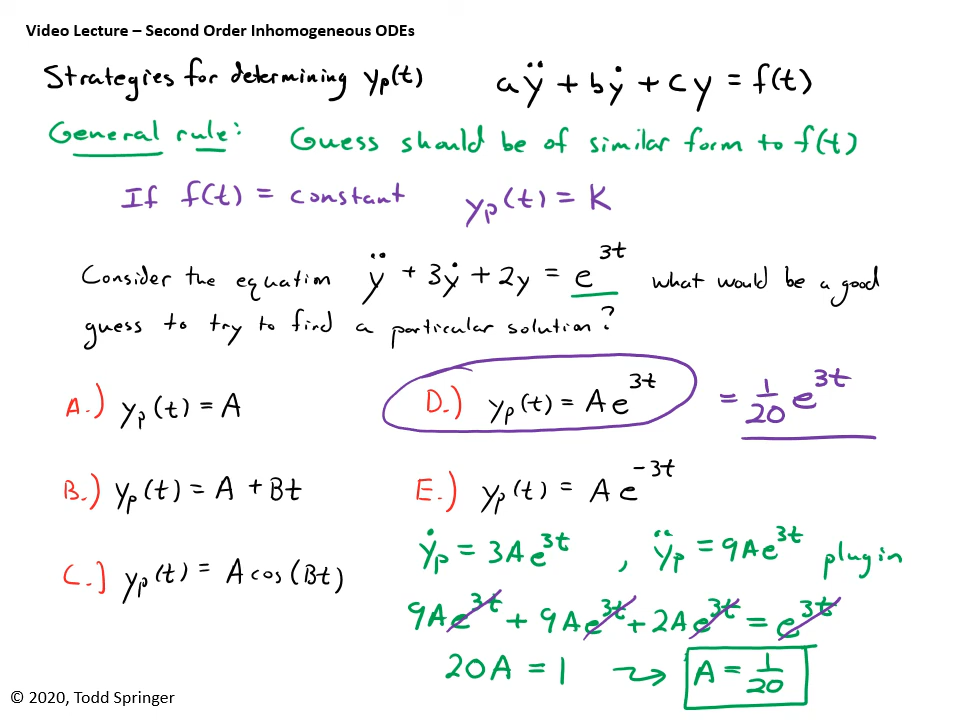 Video Lecture – Second Order Inhomogeneous ODEs
Strategies for determining yₚ(t) aÿ + bẏ + cy = f(t)
General rule: Guess should be of similar form to f(t)
If f(t) = constant yₚ(t) = K
Consider the equation ÿ + 3ẏ + 2y = e^{3t} what would be a good
guess to try to find a particular solution?
A.) yₚ(t) = A
D.) yₚ(t) = Ae^{3t} = 1/20 e^{3t}
B.) yₚ(t) = A + Bt
E.) yₚ(t) = Ae^{-3t}
C.) yₚ(t) = A cos(Bt)
ẏₚ = 3Ae^{3t} , ÿₚ = 9Ae^{3t} plug in
9Ae^{3t} + 9Ae^{3t} + 2Ae^{3t} = e^{3t}
20A = 1 ⇝ A = 1/20
© 2020, Todd Springer